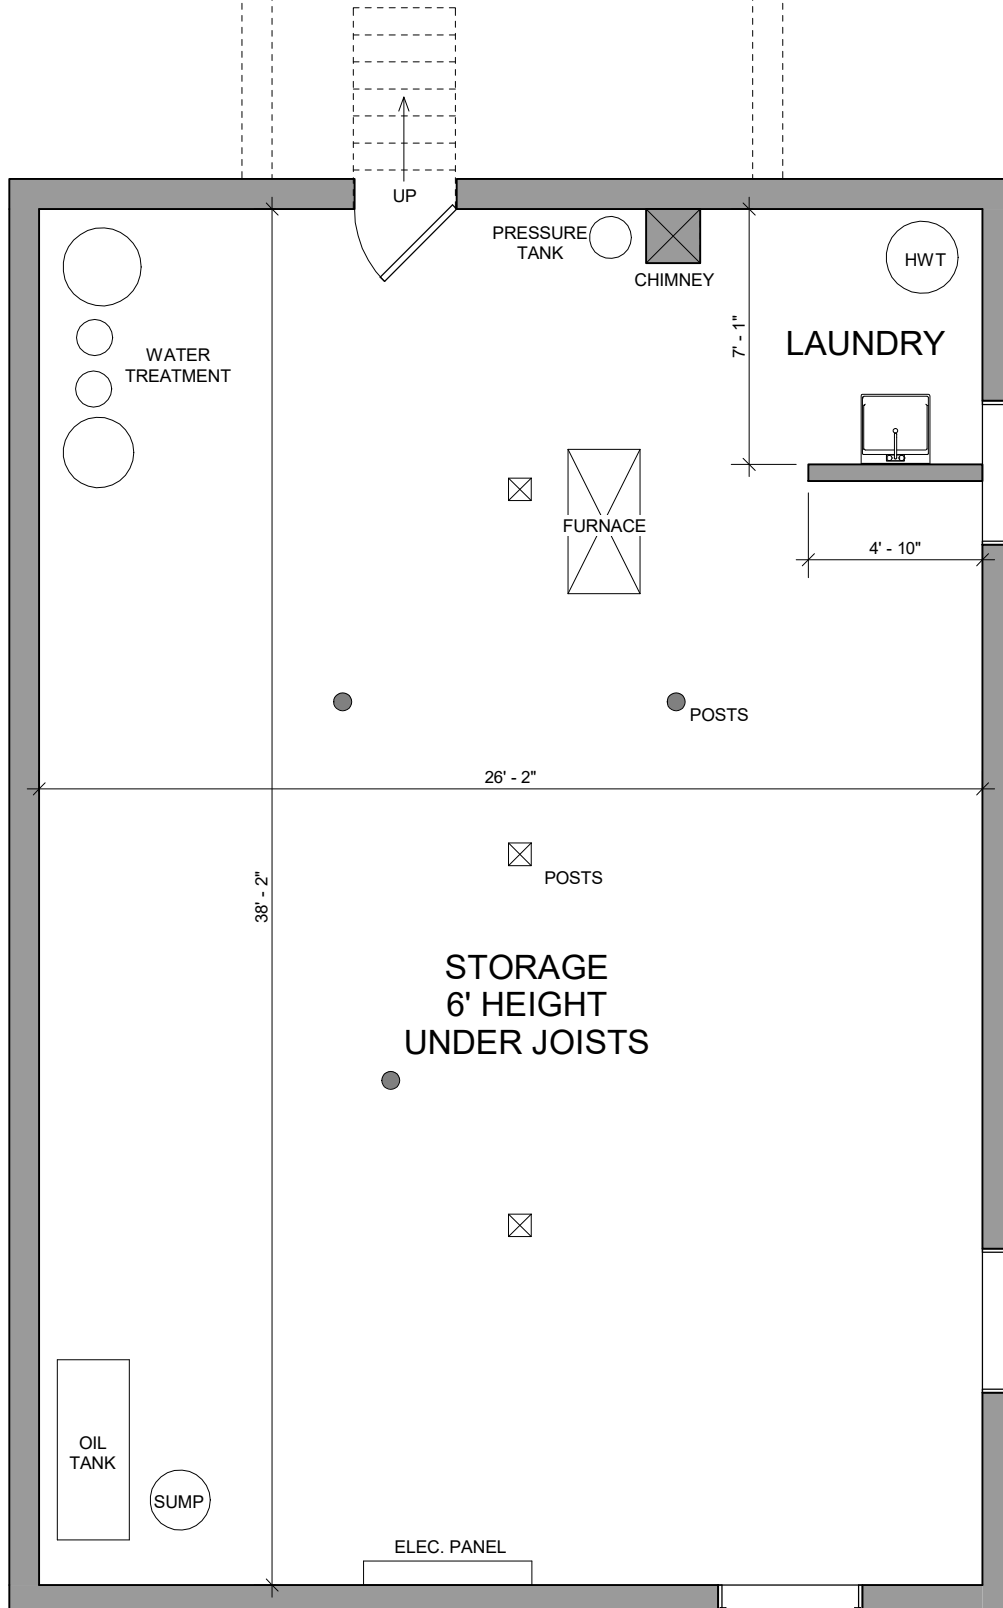 UP
PRESSURE
TANK
CHIMNEY
HWT
7' - 1"
LAUNDRY
WATER
TREATMENT
FURNACE
4' - 10"
POSTS
26' - 2"
38' - 2"
POSTS
STORAGE
6' HEIGHT
UNDER JOISTS
OIL
TANK
SUMP
ELEC. PANEL